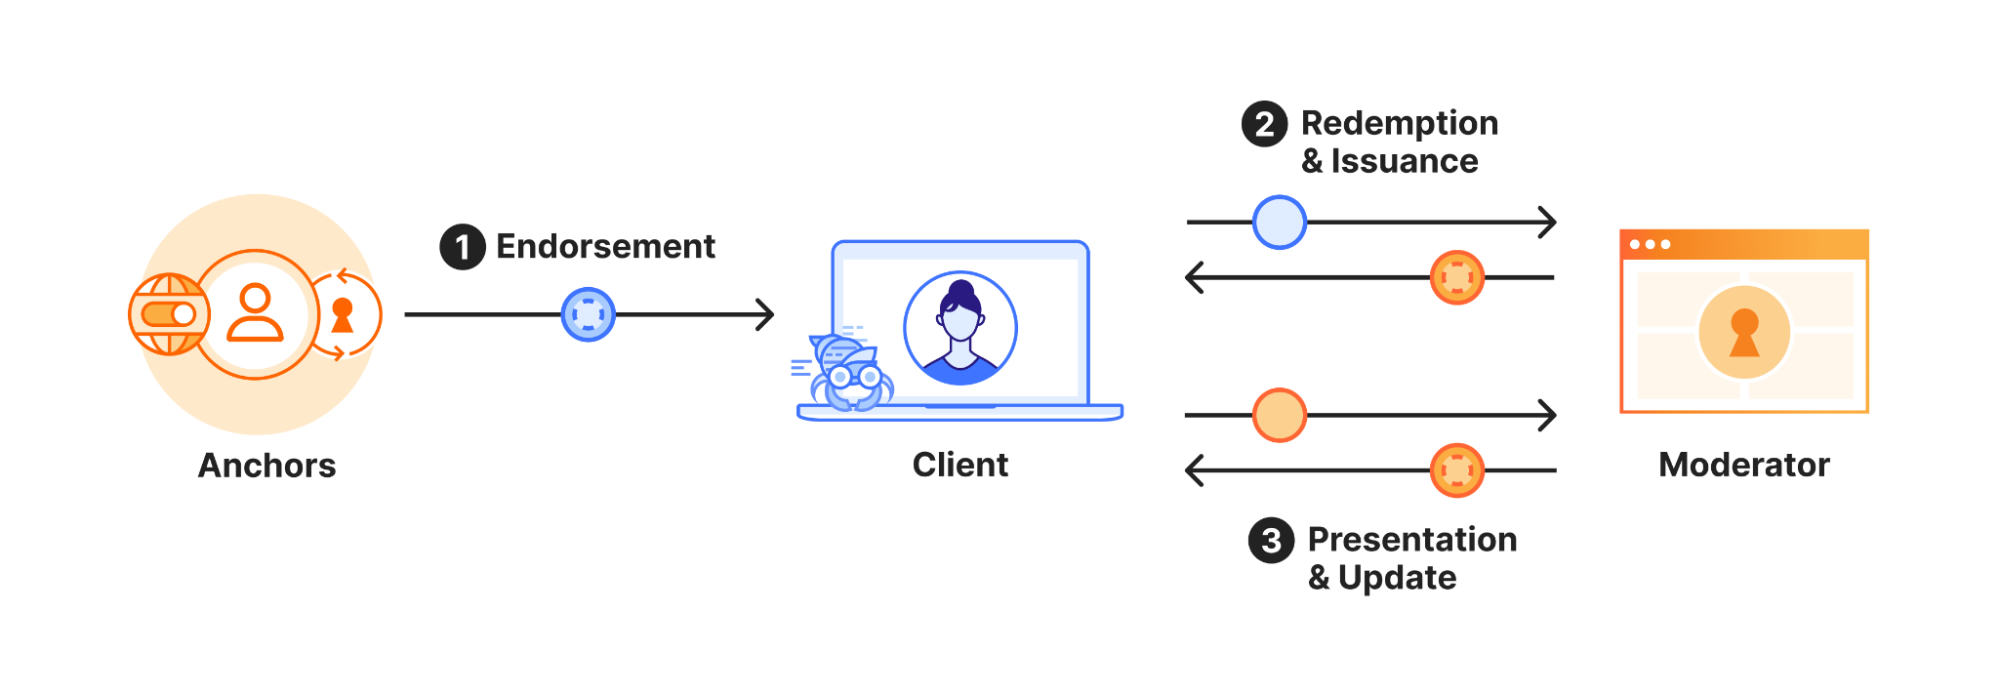 1 Endorsement
2 Redemption
& Issuance
Anchors
Client
Moderator
3 Presentation
& Update